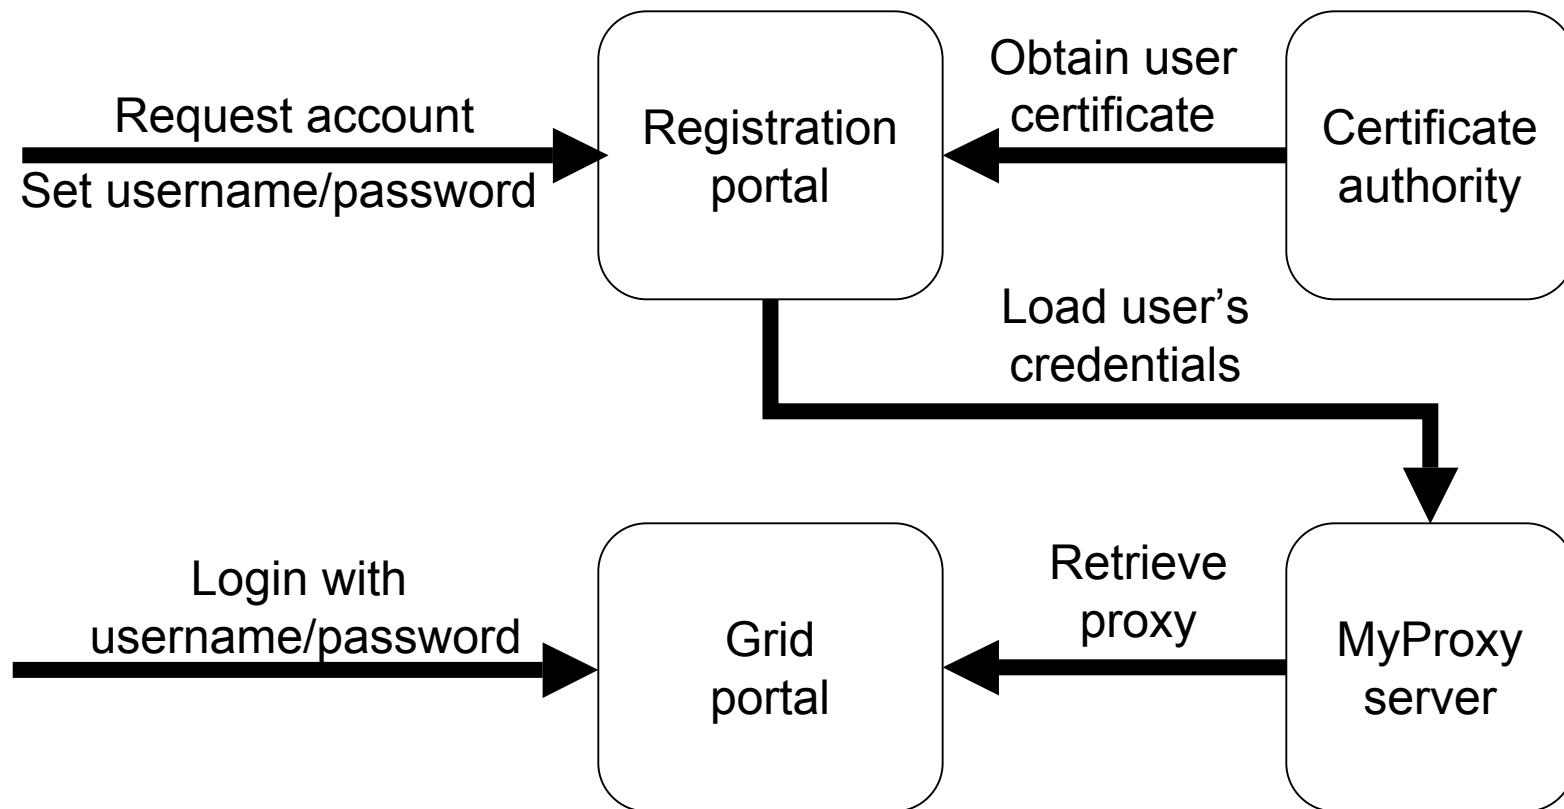 Request account
Set username/password
Registration
portal
Obtain user
certificate
Certificate
authority
Load user’s
credentials
Login with
username/password
Grid
portal
Retrieve
proxy
MyProxy
server